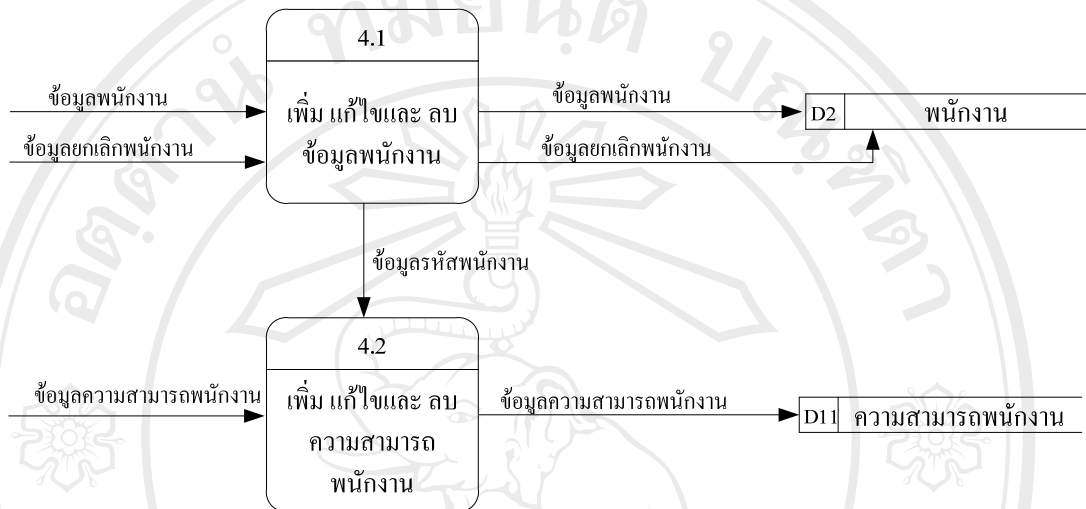 4.1
ข้อมูลพนักงาน
ข้อมูลยกเลิกพนักงาน
เพิ่ม แก้ไขและ ลบ
ข้อมูลพนักงาน
ข้อมูลพนักงาน
ข้อมูลยกเลิกพนักงาน
D2 พนักงาน
ข้อมูลรหัสพนักงาน
4.2
ข้อมูลความสามารถพนักงาน
เพิ่ม แก้ไขและ ลบ
ความสามารถ
พนักงาน
ข้อมูลความสามารถพนักงาน
D11 ความสามารถพนักงาน